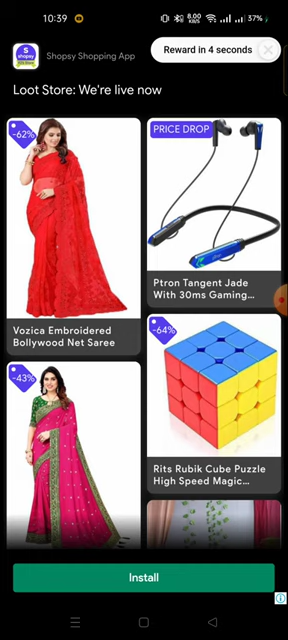 10:39
8.00
KB/S
37%
S
shopsy
Shopsy Shopping App
Reward in 4 seconds
Loot Store: We're live now
-62%
PRICE DROP
Ptron Tangent Jade
With 30ms Gaming...
Vozica Embroidered
Bollywood Net Saree
-64%
-43%
Rits Rubik Cube Puzzle
High Speed Magic...
Install